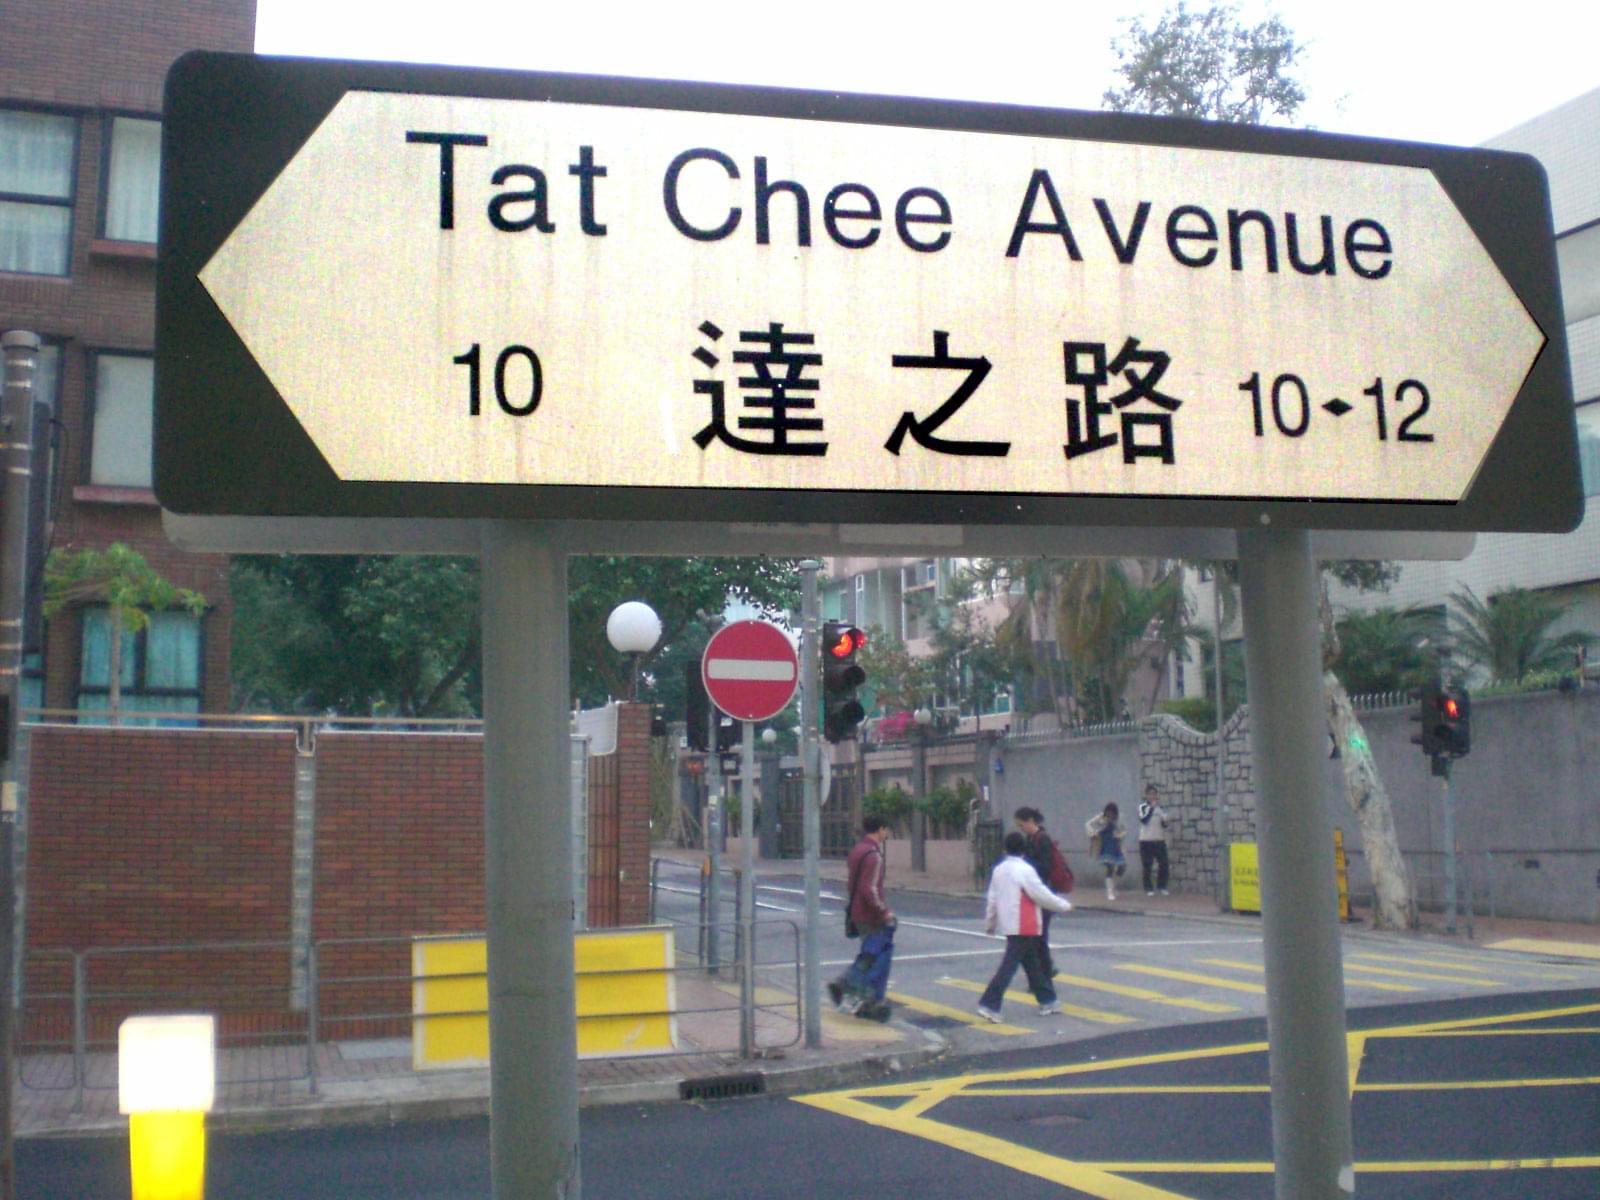 Tat Chee Avenue
10 達之路 10-12